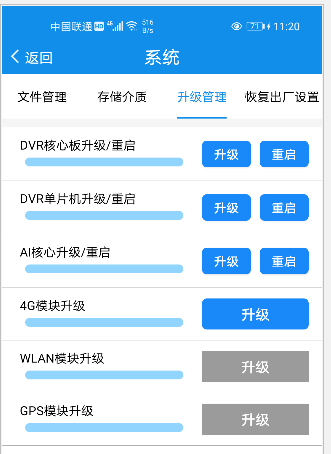 中国联通 HD 4G 516 B/s 71 11:20
返回 系统
文件管理 存储介质 升级管理 恢复出厂设置
DVR核心板升级/重启 升级 重启
DVR单片机升级/重启 升级 重启
AI核心升级/重启 升级 重启
4G模块升级 升级
WLAN模块升级 升级
GPS模块升级 升级